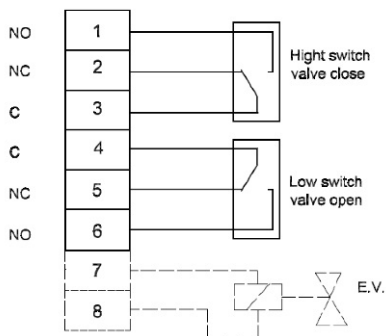 NO 1
NC 2
C 3
C 4
NC 5
NO 6
7
8
Hight switch
valve close
Low switch
valve open
E.V.